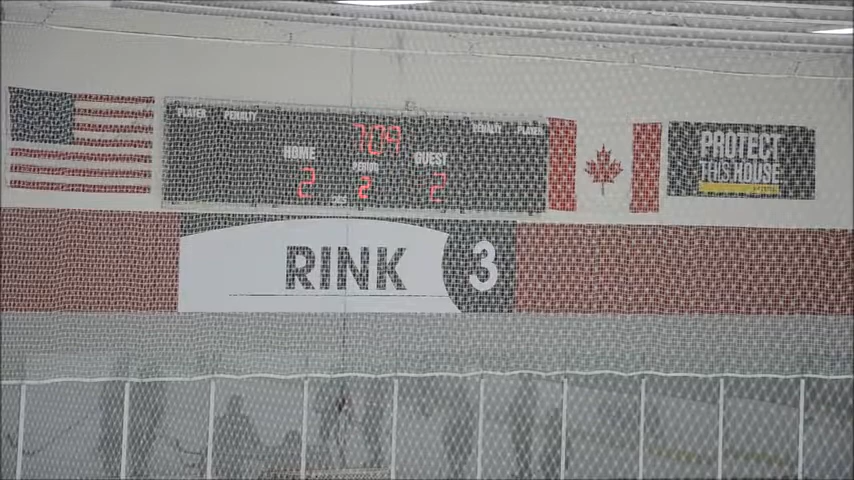 PLAYER PENALTY 7:09 PENALTY PLAYER
HOME PERIOD GUEST
2 2 2
PROTECT
THIS HOUSE
RINK 3